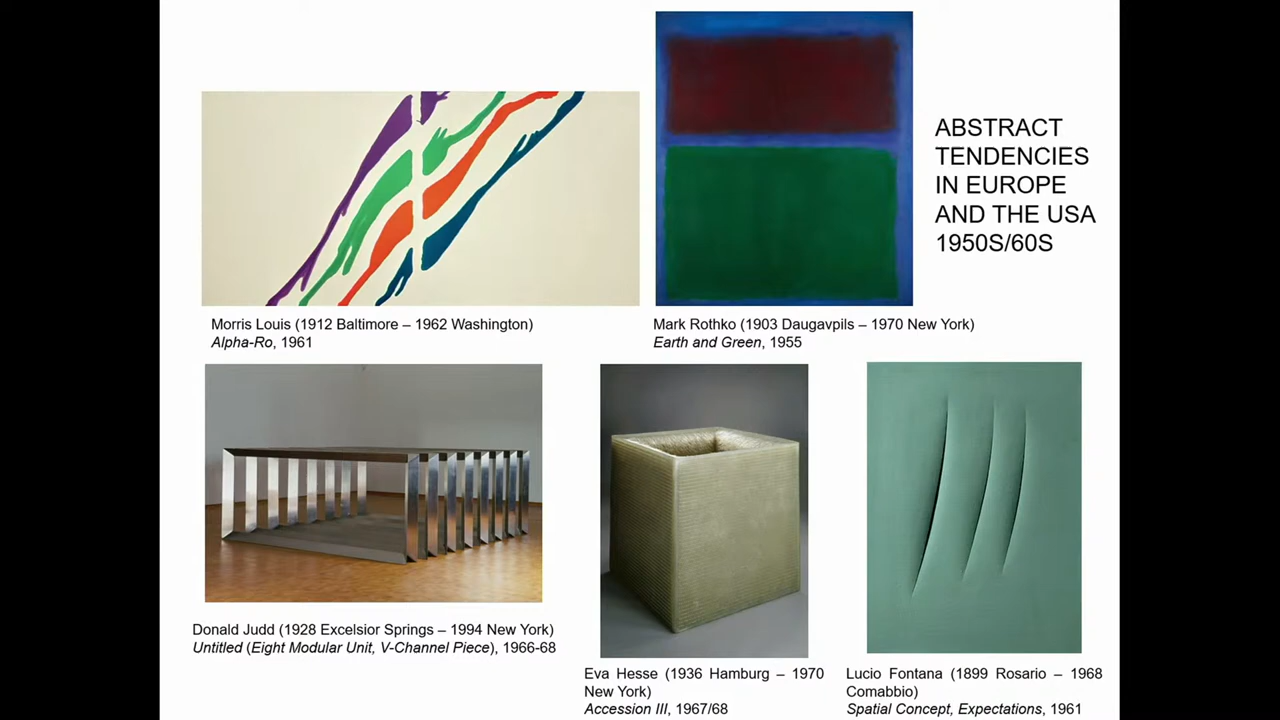 ABSTRACT
TENDENCIES
IN EUROPE
AND THE USA
1950S/60S
Morris Louis (1912 Baltimore – 1962 Washington)
Alpha-Ro, 1961
Mark Rothko (1903 Daugavpils – 1970 New York)
Earth and Green, 1955
Donald Judd (1928 Excelsior Springs – 1994 New York)
Untitled (Eight Modular Unit, V-Channel Piece), 1966-68
Eva Hesse (1936 Hamburg – 1970
New York)
Accession III, 1967/68
Lucio Fontana (1899 Rosario – 1968
Comabbio)
Spatial Concept, Expectations, 1961